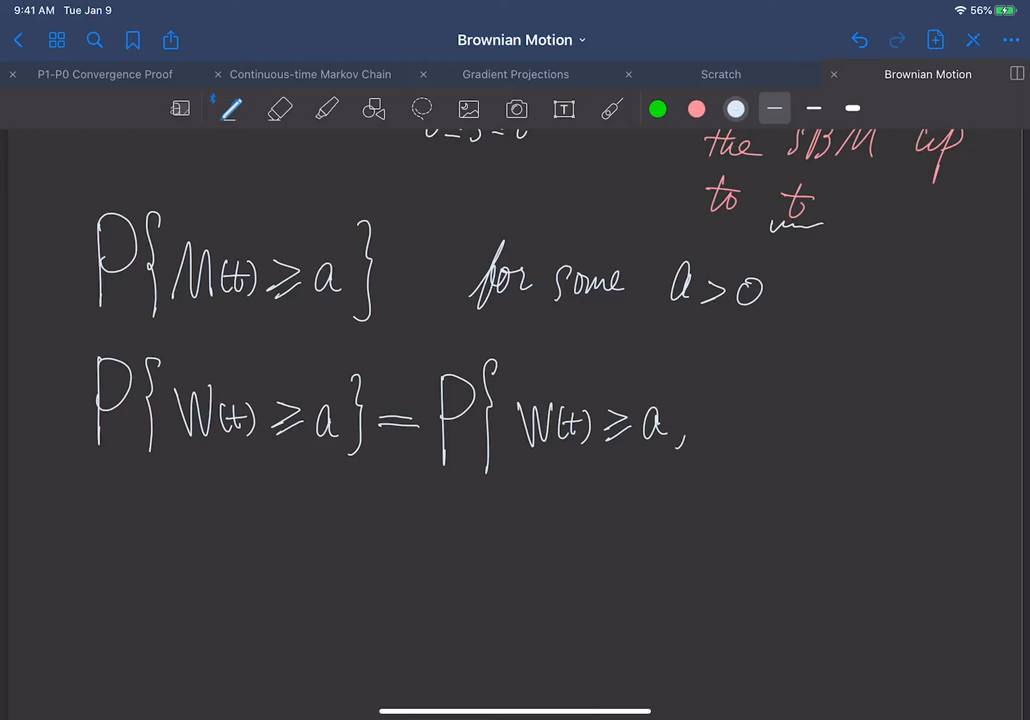 9:41 AM Tue Jan 9
56%
Brownian Motion
P1-P0 Convergence Proof
Continuous-time Markov Chain
Gradient Projections
Scratch
Brownian Motion
T
the SBM up
to t
P{M(t) ≥ a} for some a > 0
P{W(t) ≥ a} = P{W(t) ≥ a,